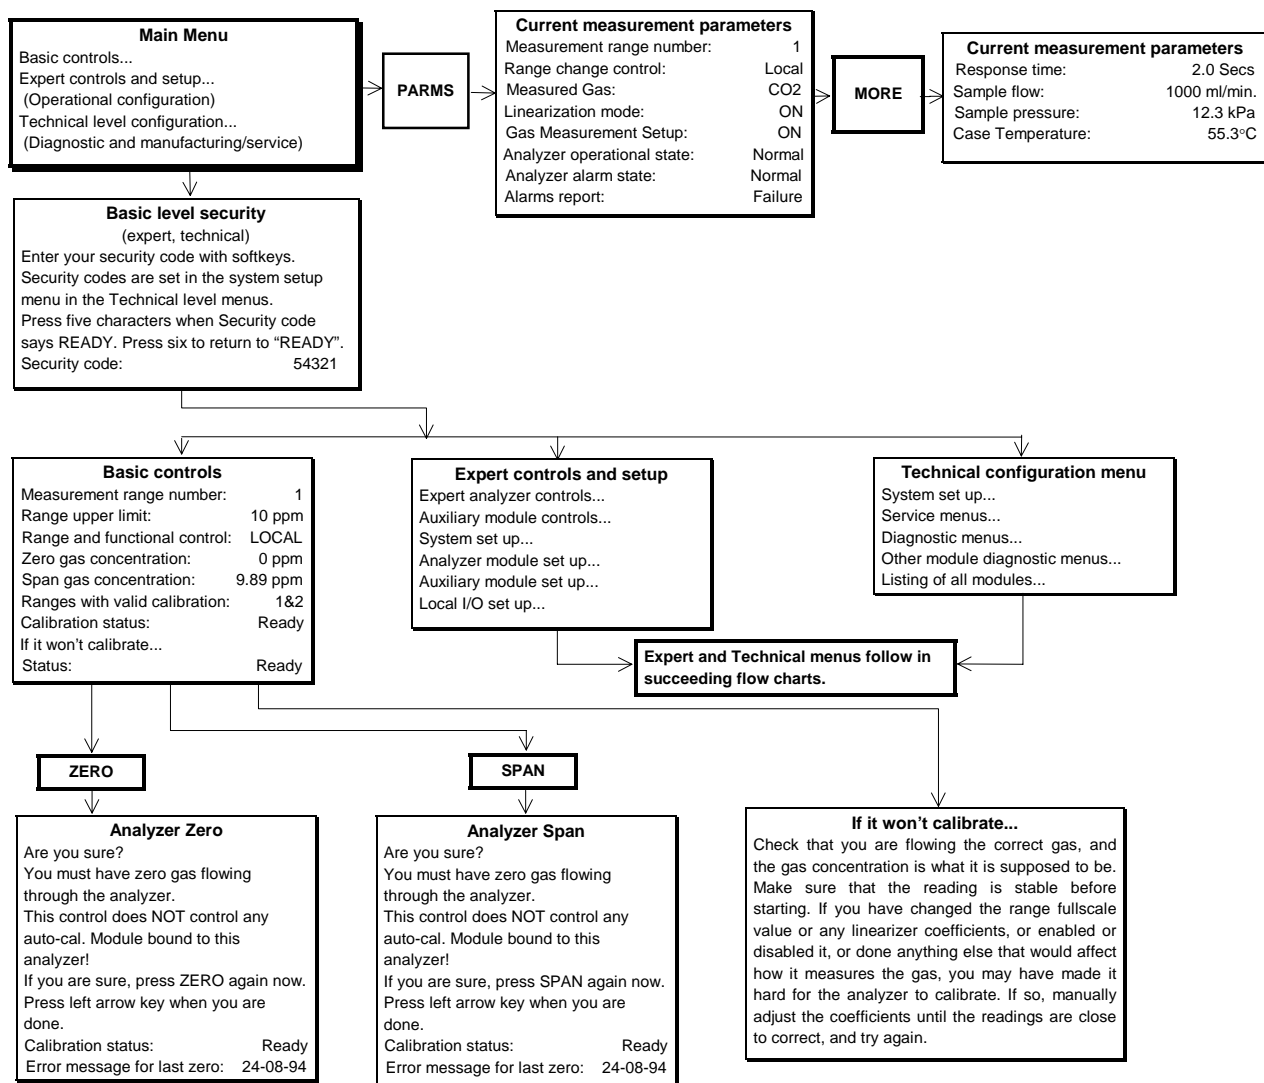 Main Menu
Basic controls...
Expert controls and setup...
(Operational configuration)
Technical level configuration...
(Diagnostic and manufacturing/service)
PARMS
Current measurement parameters
Measurement range number: 1
Range change control: Local
Measured Gas: CO2
Linearization mode: ON
Gas Measurement Setup: ON
Analyzer operational state: Normal
Analyzer alarm state: Normal
Alarms report: Failure
MORE
Current measurement parameters
Response time: 2.0 Secs
Sample flow: 1000 ml/min.
Sample pressure: 12.3 kPa
Case Temperature: 55.3°C
Basic level security
(expert, technical)
Enter your security code with softkeys.
Security codes are set in the system setup
menu in the Technical level menus.
Press five characters when Security code
says READY. Press six to return to “READY”.
Security code: 54321
Basic controls
Measurement range number: 1
Range upper limit: 10 ppm
Range and functional control: LOCAL
Zero gas concentration: 0 ppm
Span gas concentration: 9.89 ppm
Ranges with valid calibration: 1&2
Calibration status: Ready
If it won’t calibrate...
Status: Ready
Expert controls and setup
Expert analyzer controls...
Auxiliary module controls...
System set up...
Analyzer module set up...
Auxiliary module set up...
Local I/O set up...
Technical configuration menu
System set up...
Service menus...
Diagnostic menus...
Other module diagnostic menus...
Listing of all modules...
Expert and Technical menus follow in
succeeding flow charts.
ZERO
SPAN
Analyzer Zero
Are you sure?
You must have zero gas flowing
through the analyzer.
This control does NOT control any
auto-cal. Module bound to this
analyzer!
If you are sure, press ZERO again now.
Press left arrow key when you are
done.
Calibration status: Ready
Error message for last zero: 24-08-94
Analyzer Span
Are you sure?
You must have zero gas flowing
through the analyzer.
This control does NOT control any
auto-cal. Module bound to this
analyzer!
If you are sure, press SPAN again now.
Press left arrow key when you are
done.
Calibration status: Ready
Error message for last zero: 24-08-94
If it won’t calibrate...
Check that you are flowing the correct gas, and
the gas concentration is what it is supposed to be.
Make sure that the reading is stable before
starting. If you have changed the range fullscale
value or any linearizer coefficients, or enabled or
disabled it, or done anything else that would affect
how it measures the gas, you may have made it
hard for the analyzer to calibrate. If so, manually
adjust the coefficients until the readings are close
to correct, and try again.